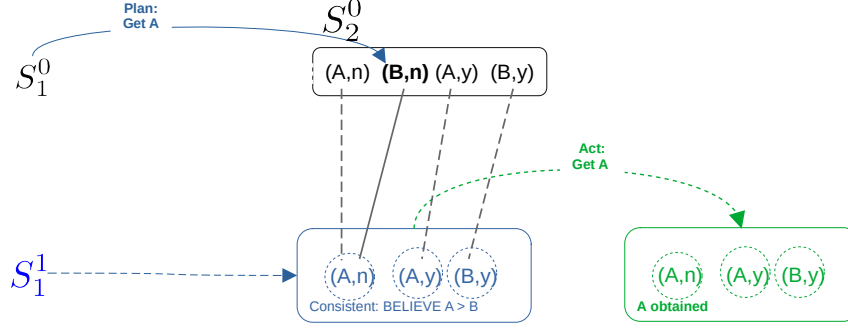 Plan:
Get A
S_2^0
S_1^0
(A,n) (B,n) (A,y) (B,y)
Act:
Get A
S_1^1
(A,n) (A,y) (B,y)
Consistent: BELIEVE A > B
(A,n) (A,y) (B,y)
A obtained